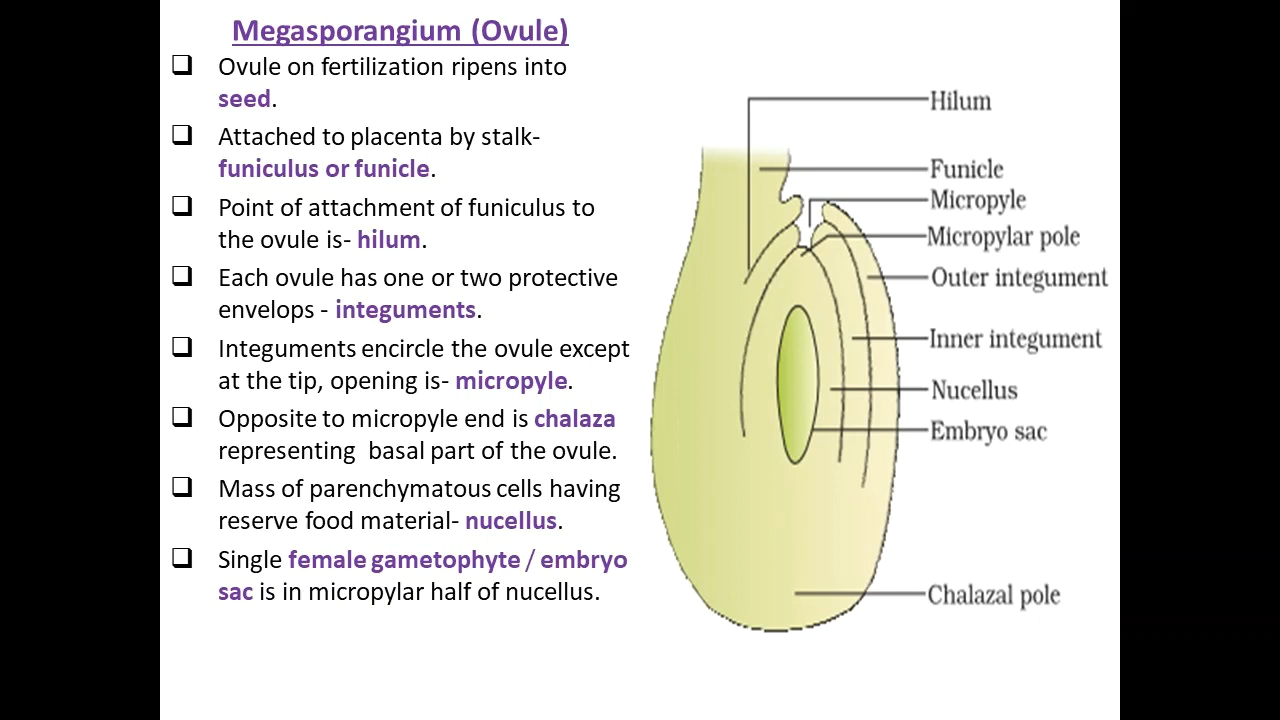 Megasporangium (Ovule)
Ovule on fertilization ripens into
seed.
Attached to placenta by stalk-
funiculus or funicle.
Point of attachment of funiculus to
the ovule is- hilum.
Each ovule has one or two protective
envelops - integuments.
Integuments encircle the ovule except
at the tip, opening is- micropyle.
Opposite to micropyle end is chalaza
representing basal part of the ovule.
Mass of parenchymatous cells having
reserve food material- nucellus.
Single female gametophyte / embryo
sac is in micropylar half of nucellus.
Hilum
Funicle
Micropyle
Micropylar pole
Outer integument
Inner integument
Nucellus
Embryo sac
Chalazal pole